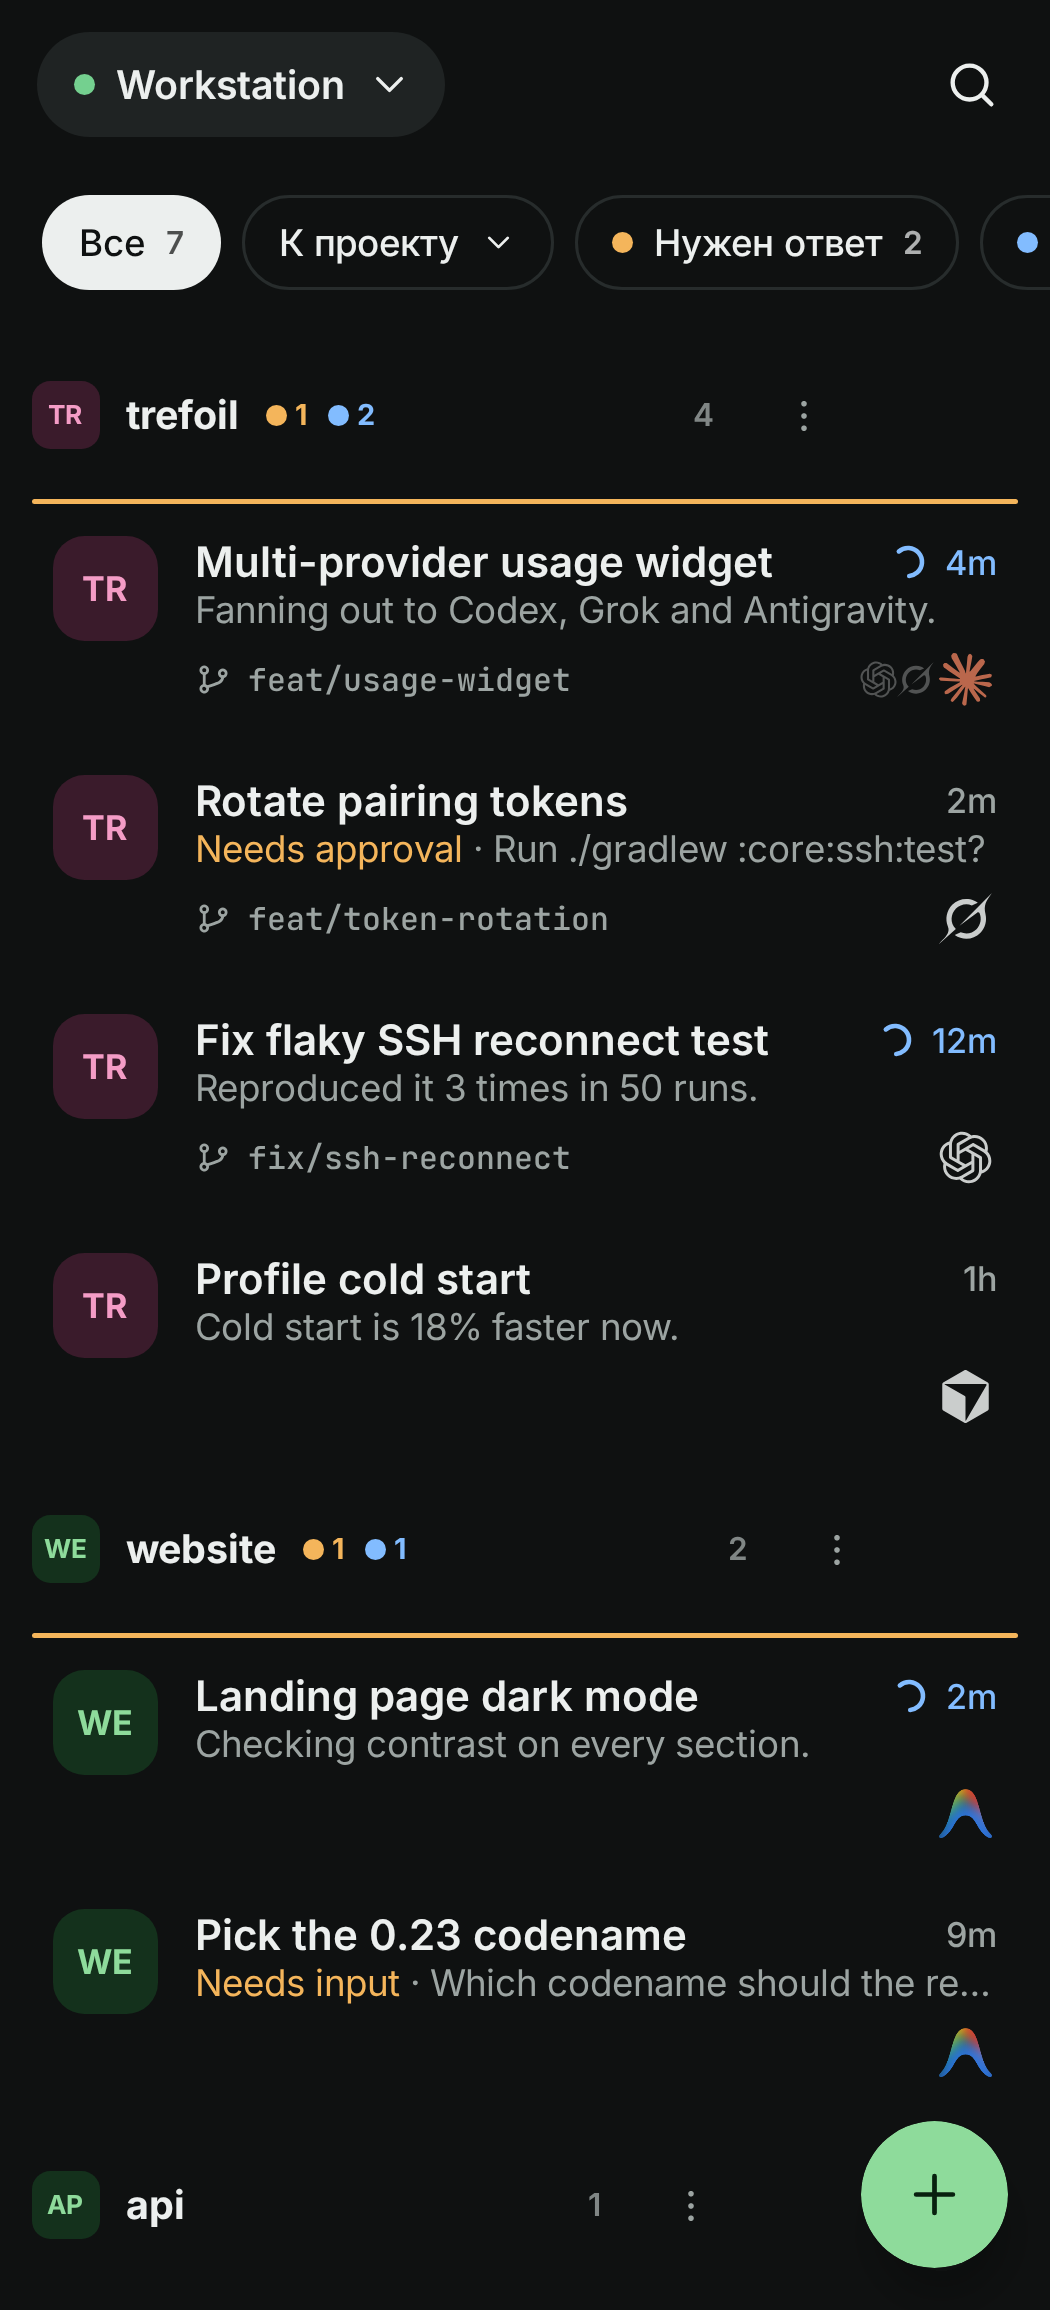 Workstation
Все 7 К проекту Нужен ответ 2
TR trefoil 1 2 4
TR Multi-provider usage widget 4m
Fanning out to Codex, Grok and Antigravity.
feat/usage-widget
TR Rotate pairing tokens 2m
Needs approval · Run ./gradlew :core:ssh:test?
feat/token-rotation
TR Fix flaky SSH reconnect test 12m
Reproduced it 3 times in 50 runs.
fix/ssh-reconnect
TR Profile cold start 1h
Cold start is 18% faster now.
WE website 1 1 2
WE Landing page dark mode 2m
Checking contrast on every section.
WE Pick the 0.23 codename 9m
Needs input · Which codename should the re...
AP api 1